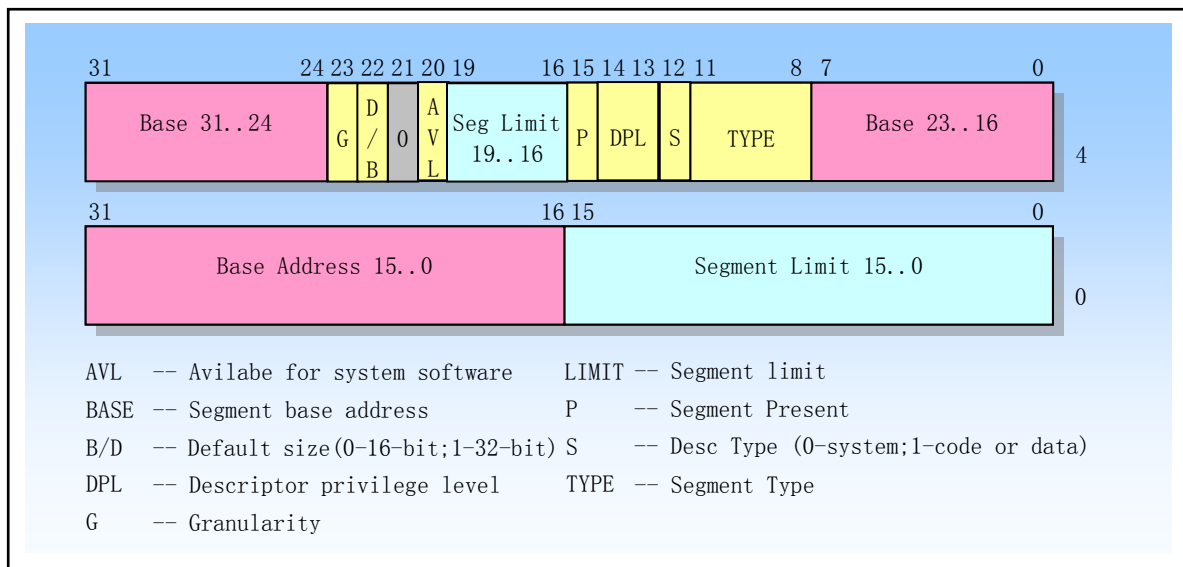 31 24 23 22 21 20 19 16 15 14 13 12 11 8 7 0
Base 31..24 G D/B 0 AVL Seg Limit 19..16 P DPL S TYPE Base 23..16
4
31 16 15 0
Base Address 15..0 Segment Limit 15..0
0
AVL -- Avilabe for system software LIMIT -- Segment limit
BASE -- Segment base address P -- Segment Present
B/D -- Default size(0-16-bit;1-32-bit) S -- Desc Type (0-system;1-code or data)
DPL -- Descriptor privilege level TYPE -- Segment Type
G -- Granularity